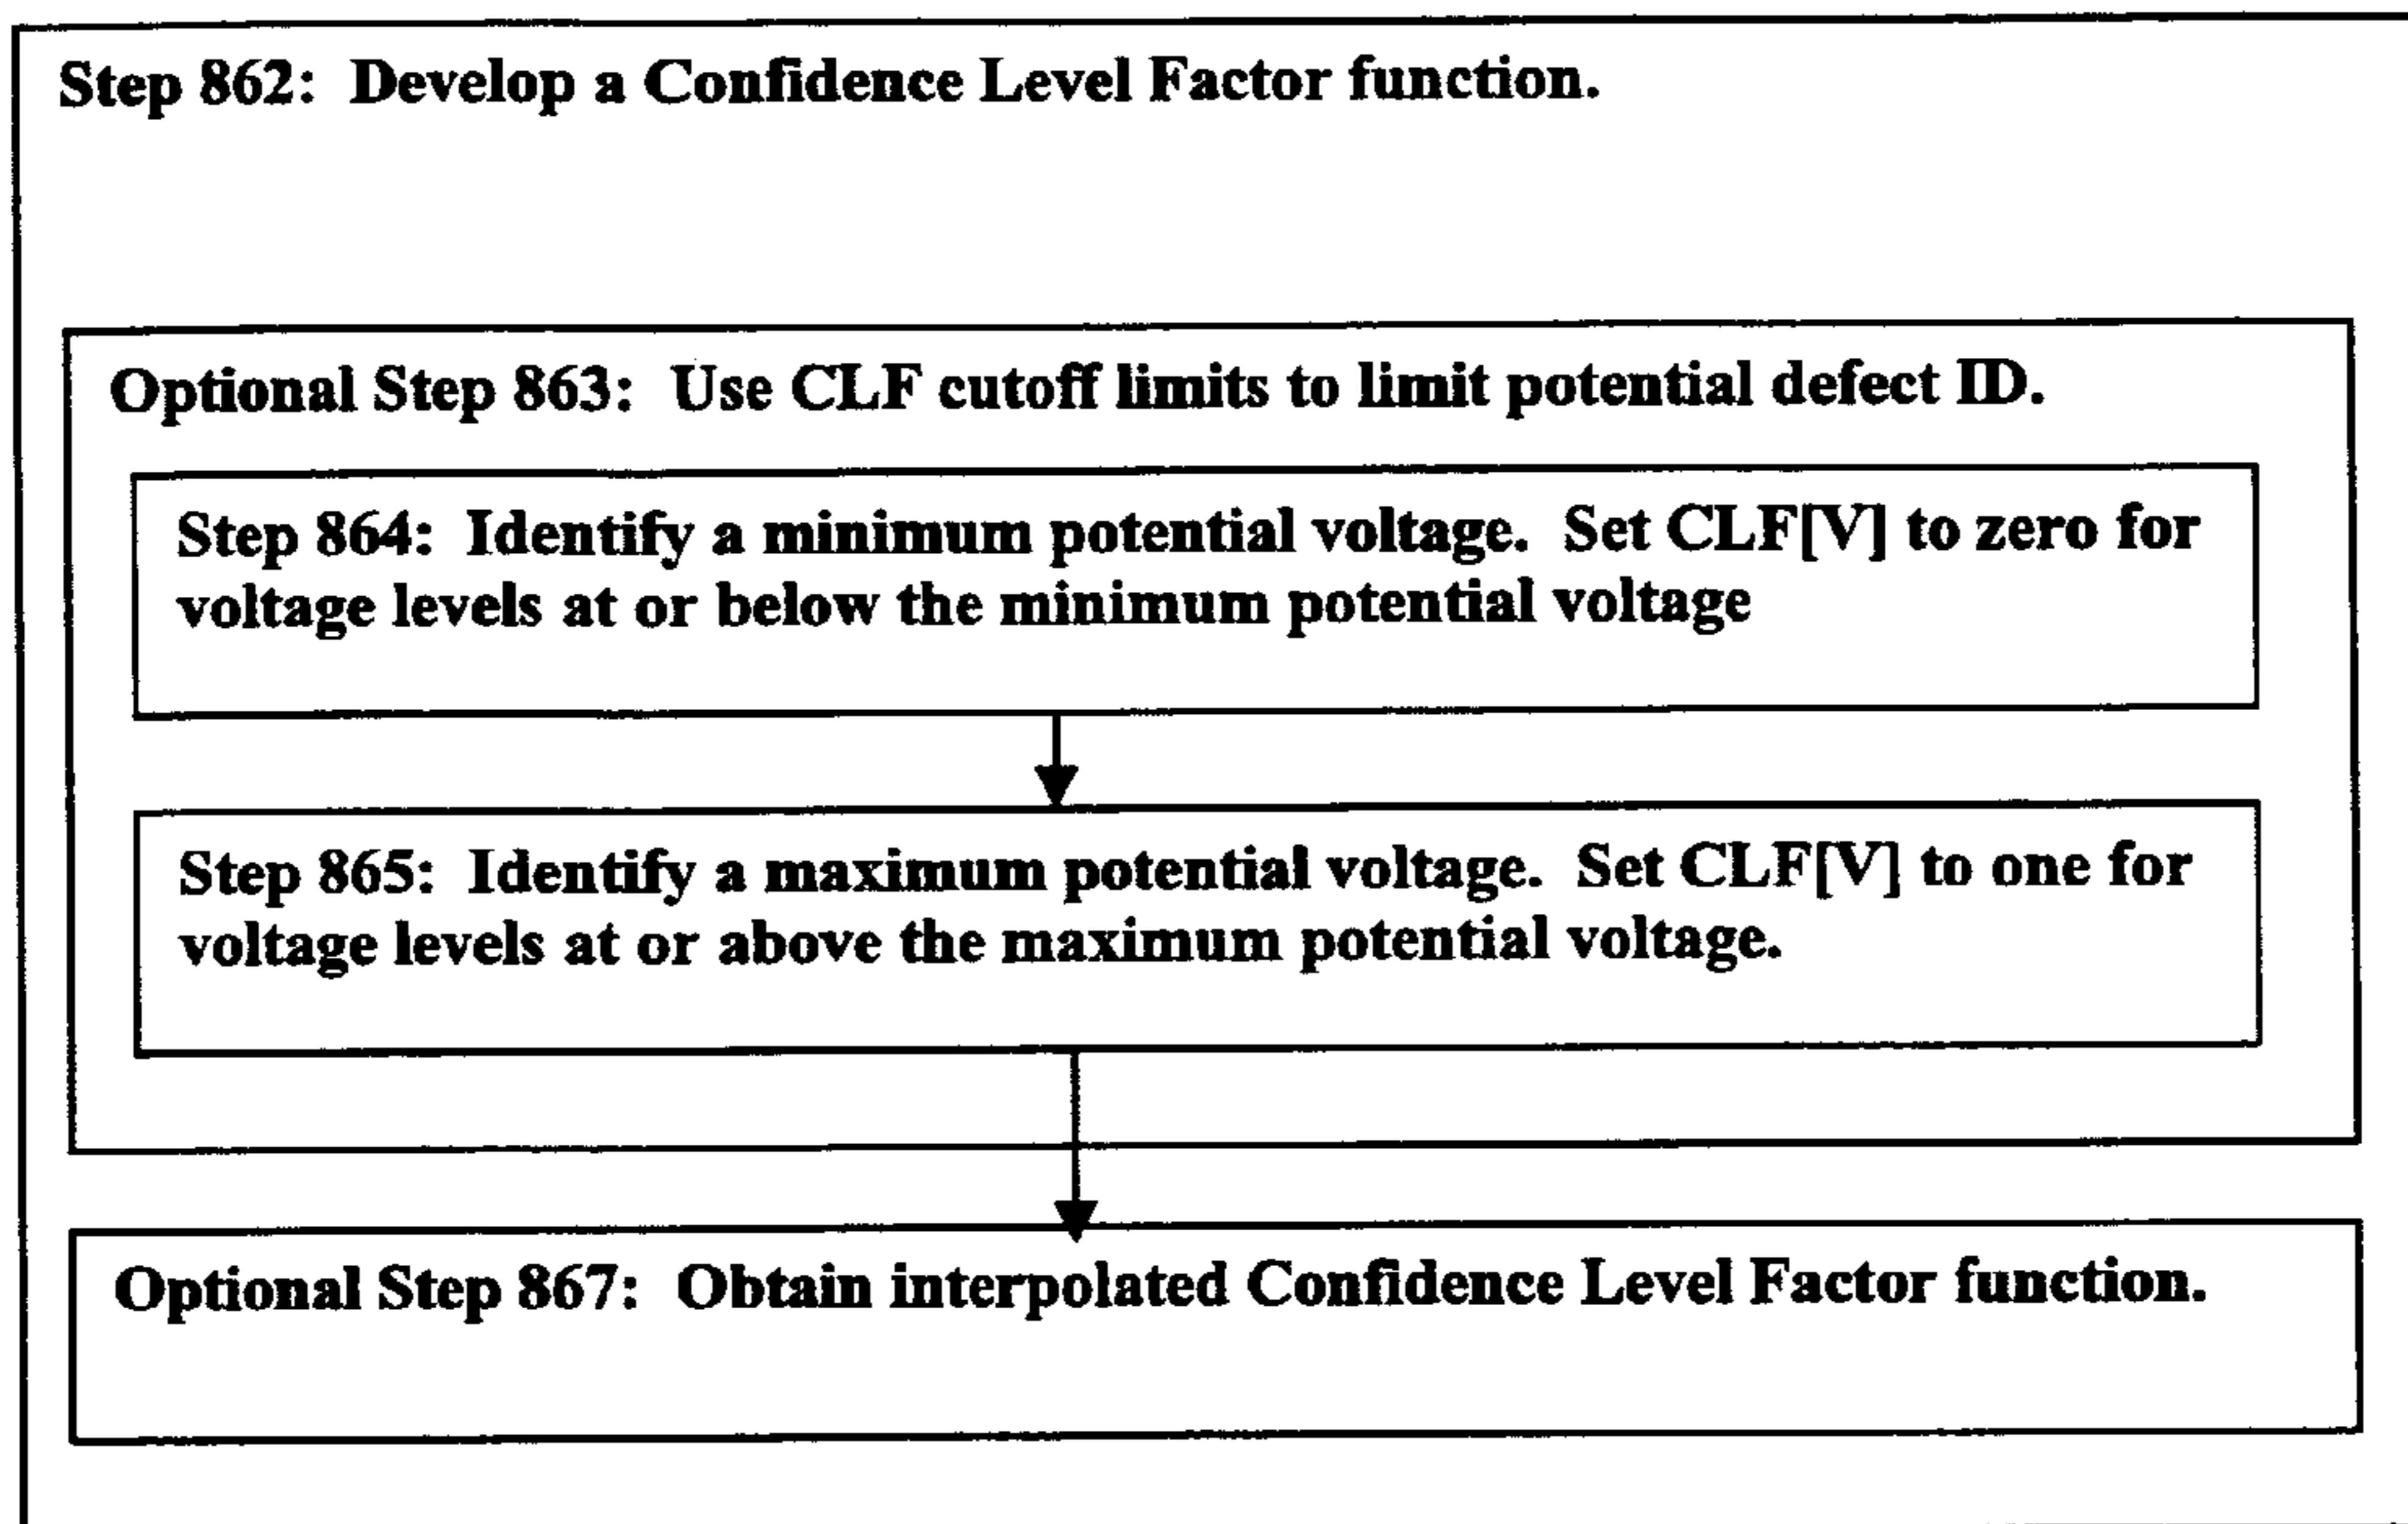 Step 862: Develop a Confidence Level Factor function.
Optional Step 863: Use CLF cutoff limits to limit potential defect ID.
Step 864: Identify a minimum potential voltage. Set CLF[V] to zero for
voltage levels at or below the minimum potential voltage
Step 865: Identify a maximum potential voltage. Set CLF[V] to one for
voltage levels at or above the maximum potential voltage.
Optional Step 867: Obtain interpolated Confidence Level Factor function.